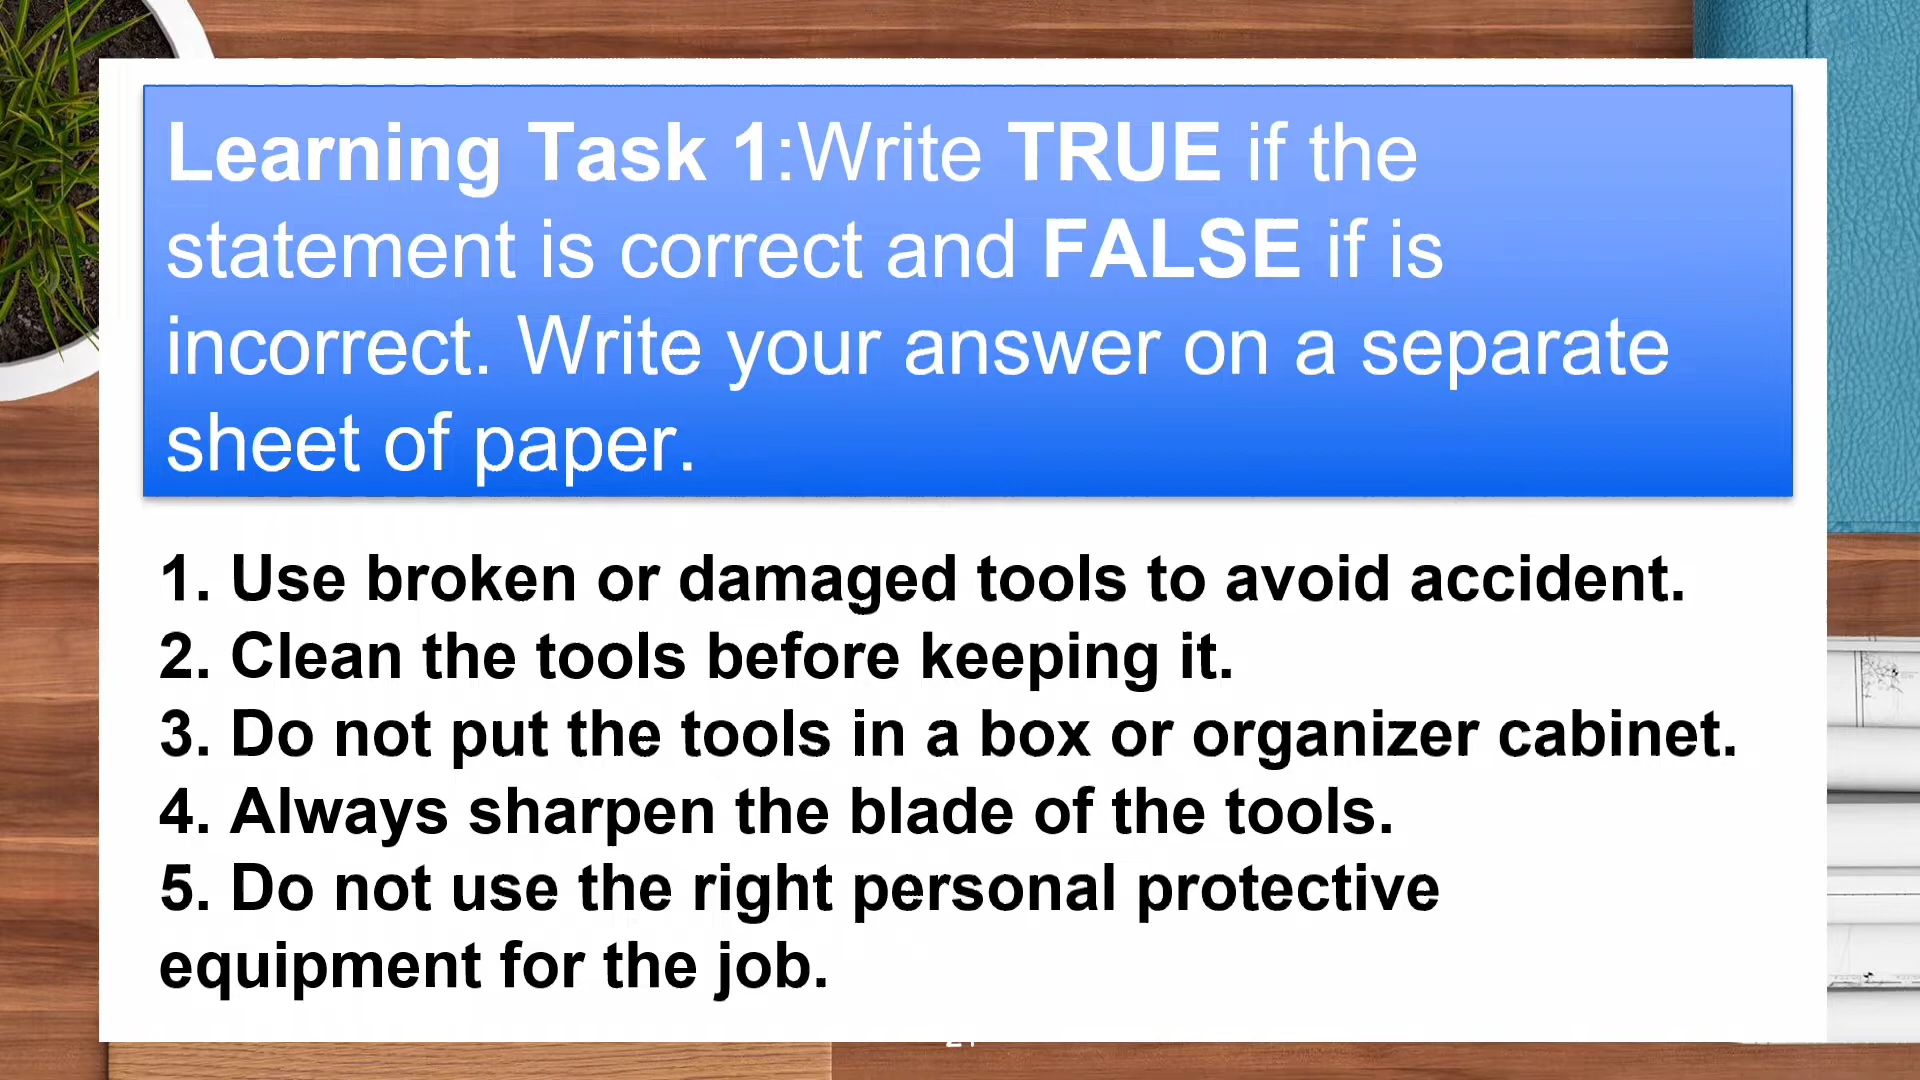 Learning Task 1:Write TRUE if the
statement is correct and FALSE if is
incorrect. Write your answer on a separate
sheet of paper.
1. Use broken or damaged tools to avoid accident.
2. Clean the tools before keeping it.
3. Do not put the tools in a box or organizer cabinet.
4. Always sharpen the blade of the tools.
5. Do not use the right personal protective
equipment for the job.